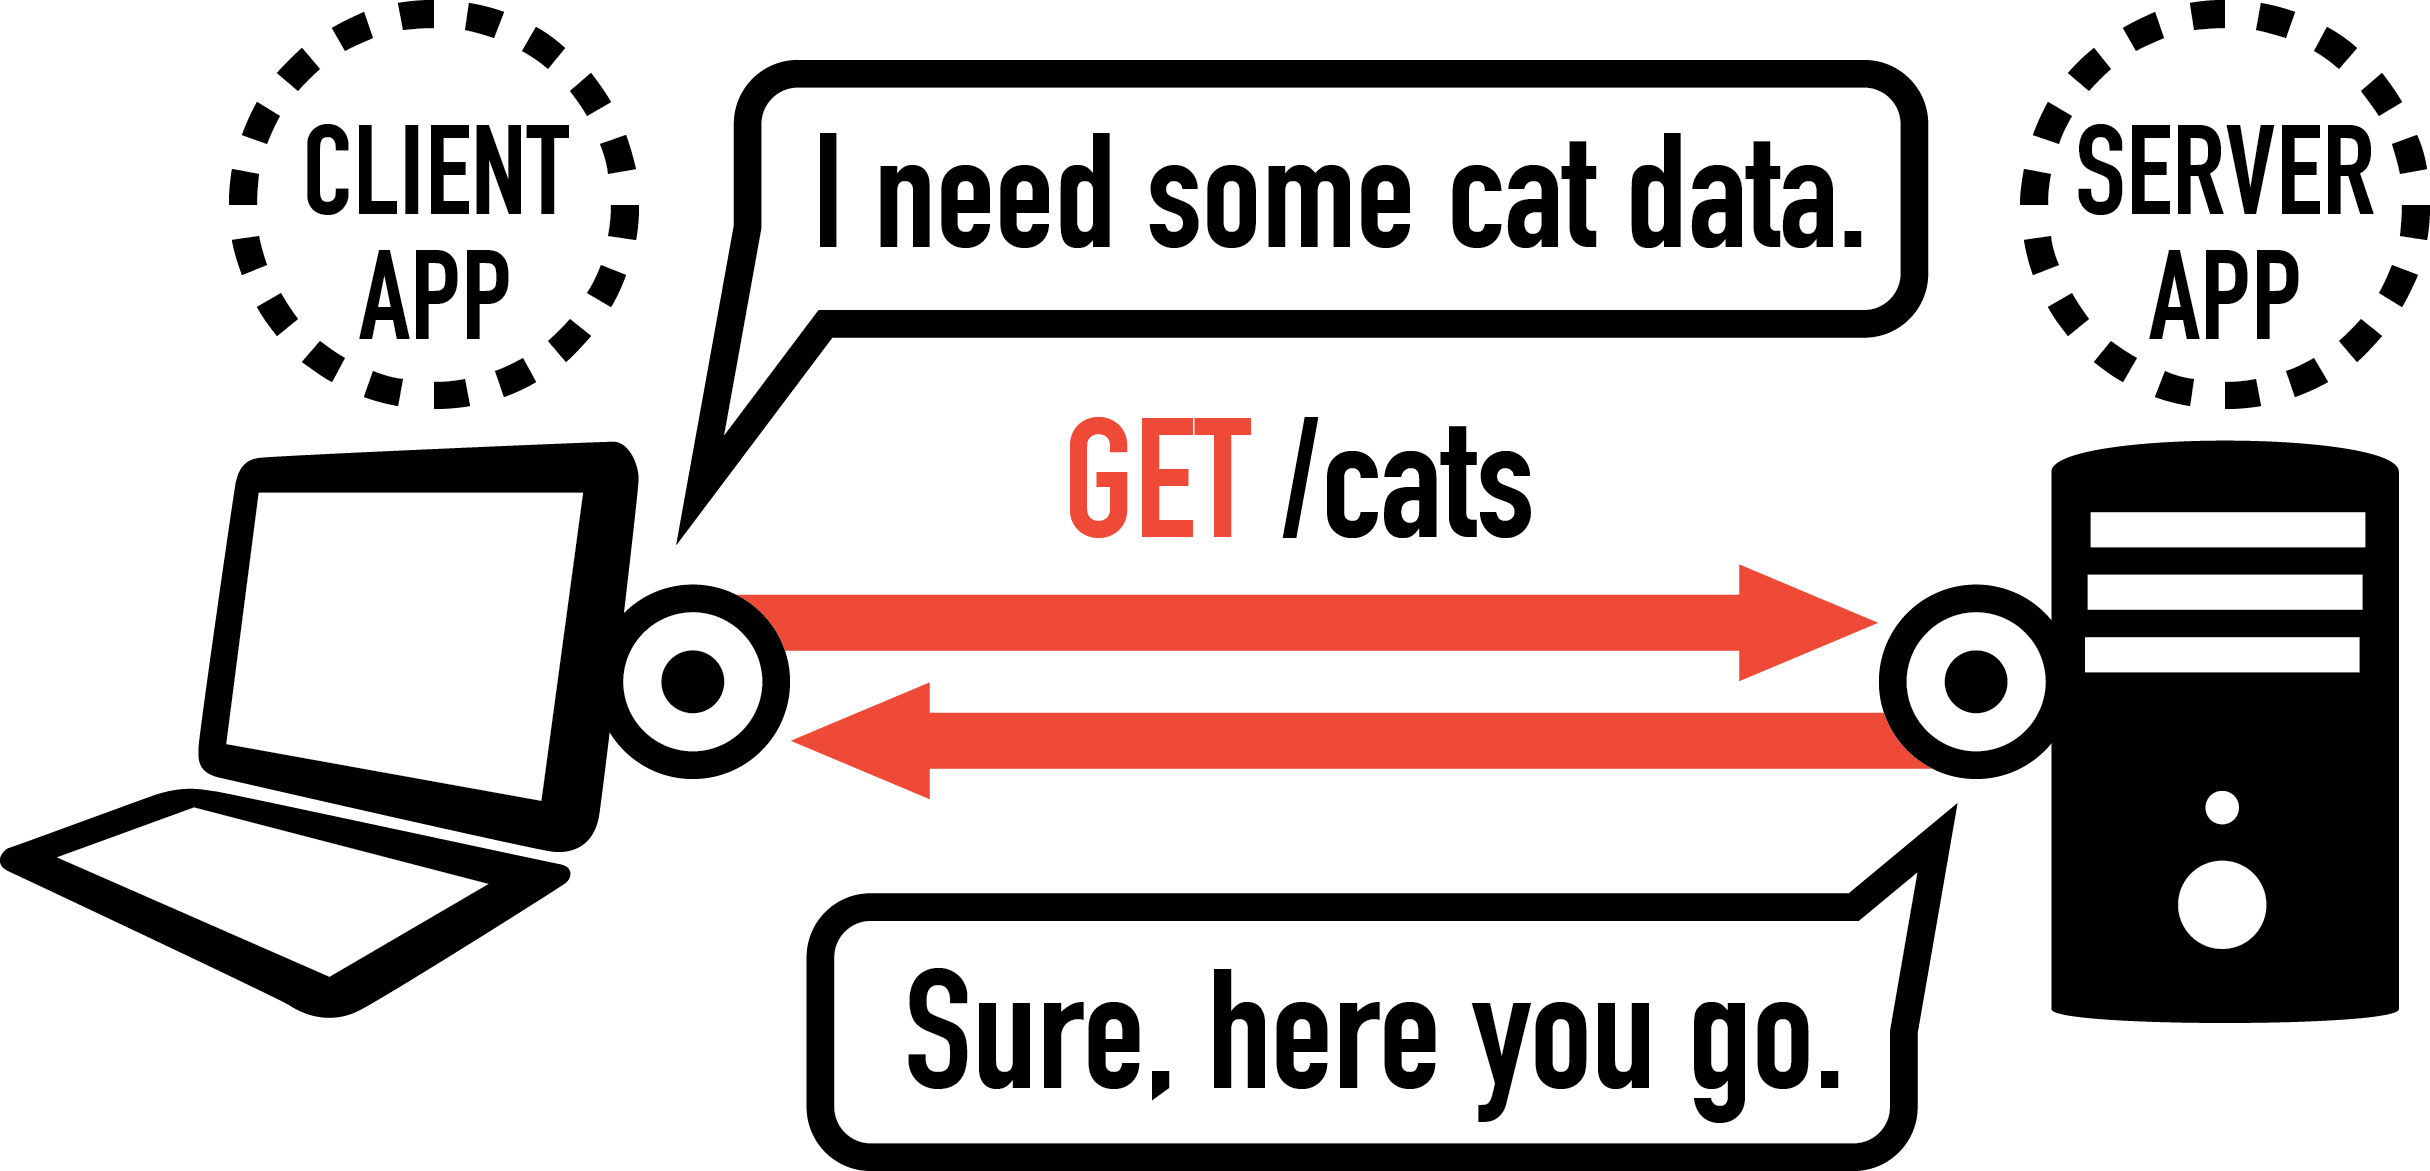 CLIENT
APP
I need some cat data.
SERVER
APP
GET /cats
Sure, here you go.